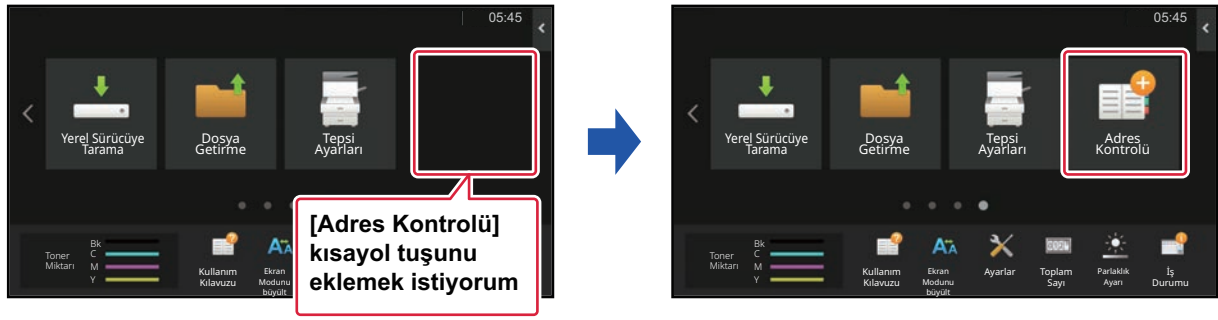 05:45
Yerel Sürücüye
Tarama
Dosya
Getirme
Tepsi
Ayarları
[Adres Kontrolü]
kısayol tuşunu
eklemek istiyorum
Toner
Miktarı
Bk
C
M
Y
Kullanım
Kılavuzu
Ekran
Modunu
büyült
05:45
Yerel Sürücüye
Tarama
Dosya
Getirme
Tepsi
Ayarları
Adres
Kontrolü
Toner
Miktarı
Bk
C
M
Y
Kullanım
Kılavuzu
Ekran
Modunu
büyült
Ayarlar
Toplam
Sayı
Parlaklık
Ayarı
İş
Durumu